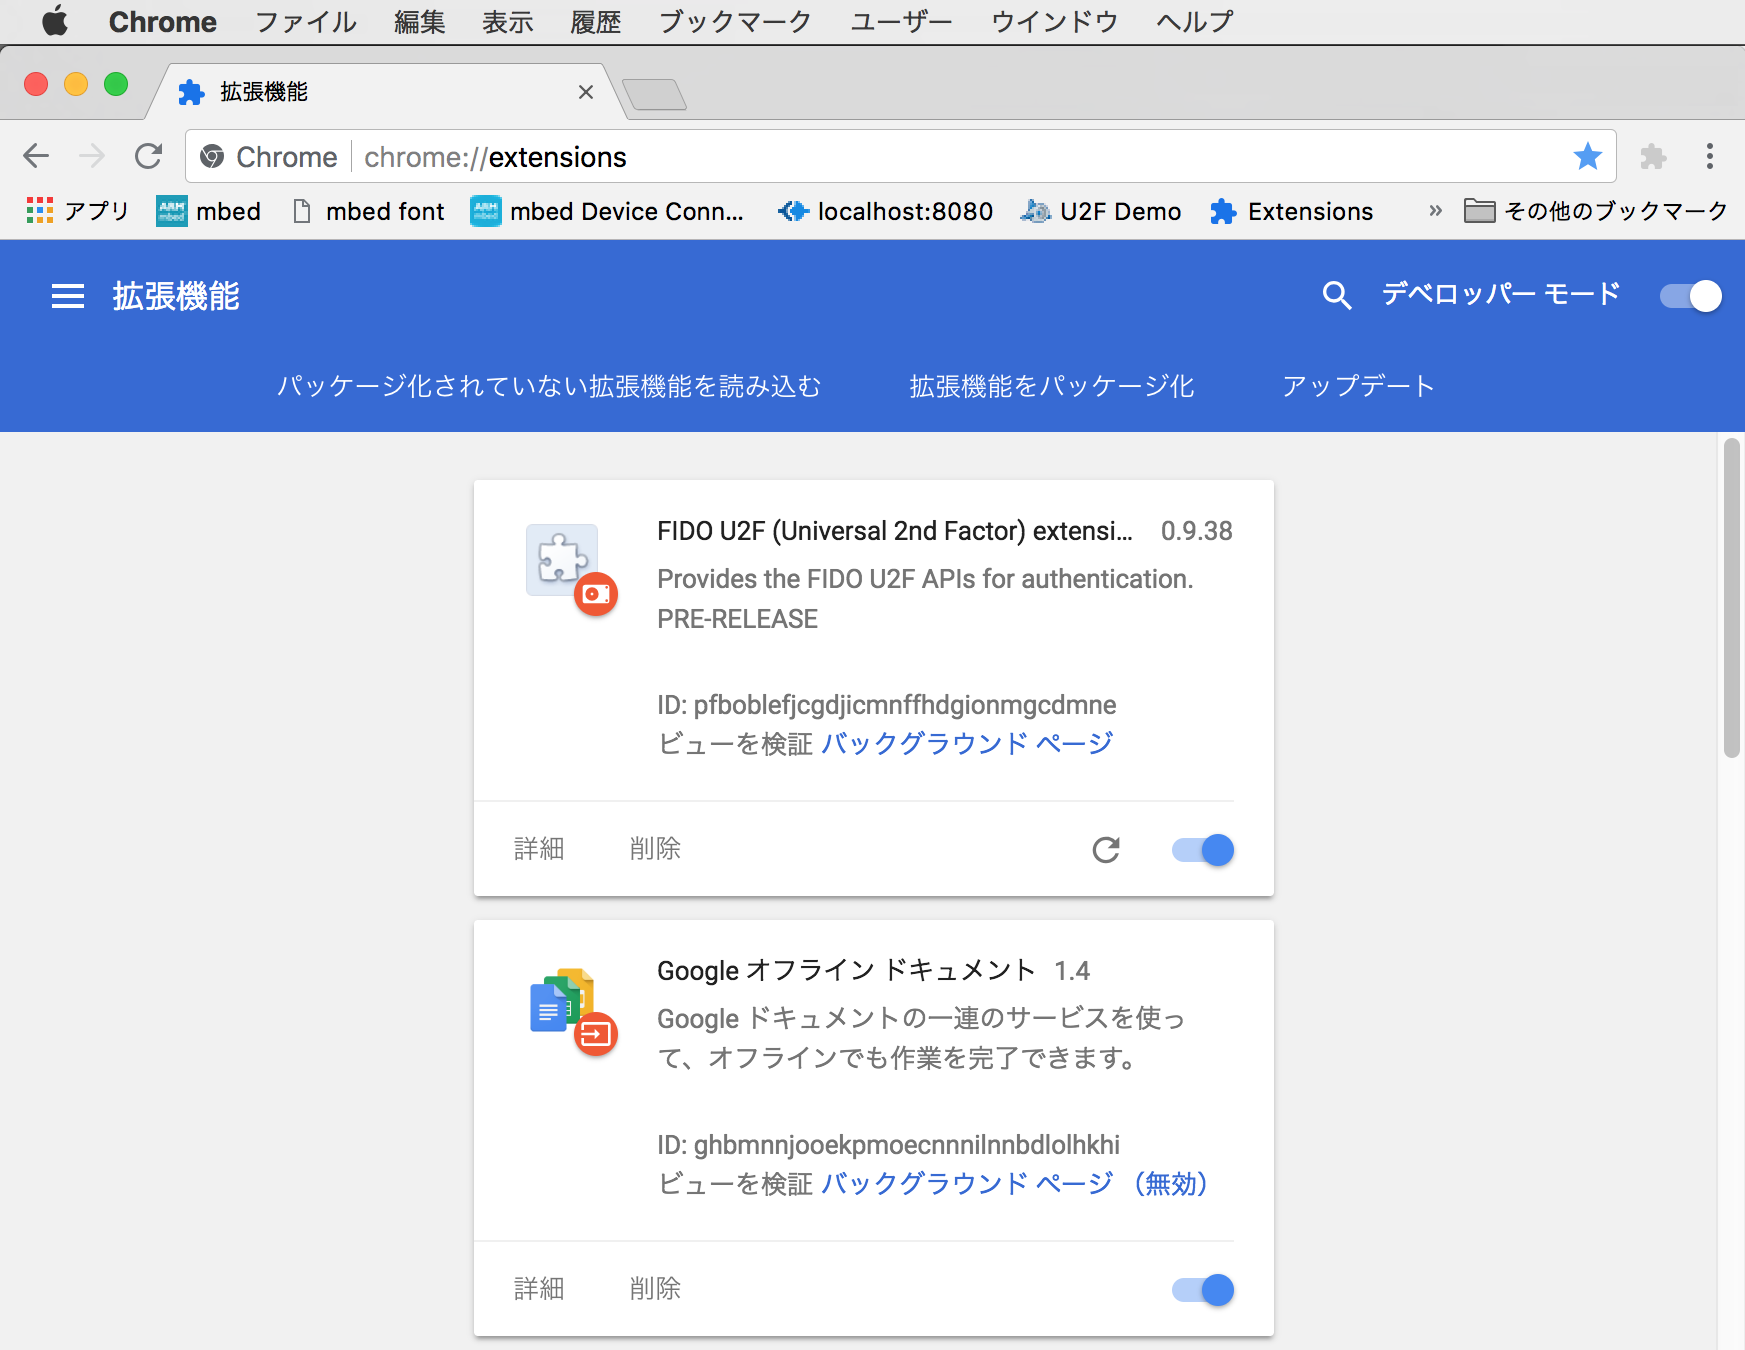 Chrome ファイル 編集 表示 履歴 ブックマーク ユーザー ウインドウ ヘルプ
拡張機能
Chrome chrome://extensions
アプリ mbed mbed font mbed Device Conn... localhost:8080 U2F Demo Extensions » その他のブックマーク
拡張機能 デベロッパー モード
パッケージ化されていない拡張機能を読み込む 拡張機能をパッケージ化 アップデート
FIDO U2F (Universal 2nd Factor) extensi... 0.9.38
Provides the FIDO U2F APIs for authentication.
PRE-RELEASE
ID: pfboblefjcgdjicmnffhdgionmgcdmne
ビューを検証 バックグラウンド ページ
詳細 削除
Google オフライン ドキュメント 1.4
Google ドキュメントの一連のサービスを使っ
て、オフラインでも作業を完了できます。
ID: ghbmnnjooekpmoecnnnilnnbdlolhkhi
ビューを検証 バックグラウンド ページ （無効）
詳細 削除